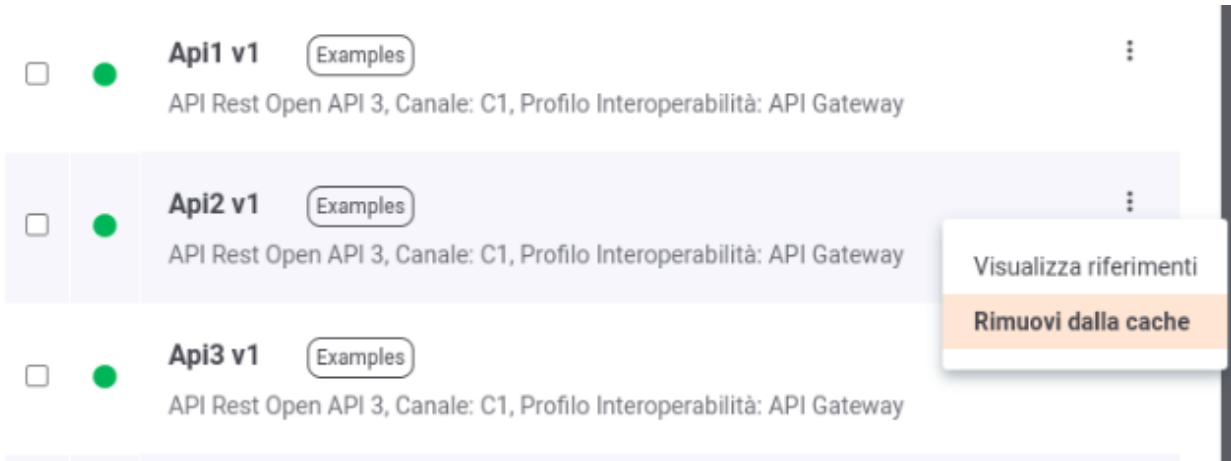 Api1 v1 Examples
API Rest Open API 3, Canale: C1, Profilo Interoperabilità: API Gateway
Api2 v1 Examples
API Rest Open API 3, Canale: C1, Profilo Interoperabilità: API Gateway
Visualizza riferimenti
Rimuovi dalla cache
Api3 v1 Examples
API Rest Open API 3, Canale: C1, Profilo Interoperabilità: API Gateway